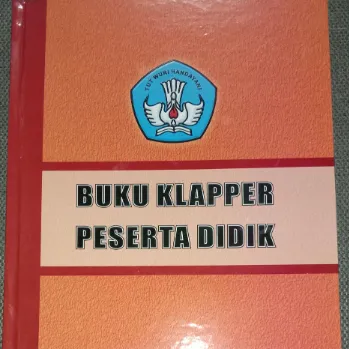 TUT WURI HANDAYANI
BUKU KLAPPER
PESERTA DIDIK